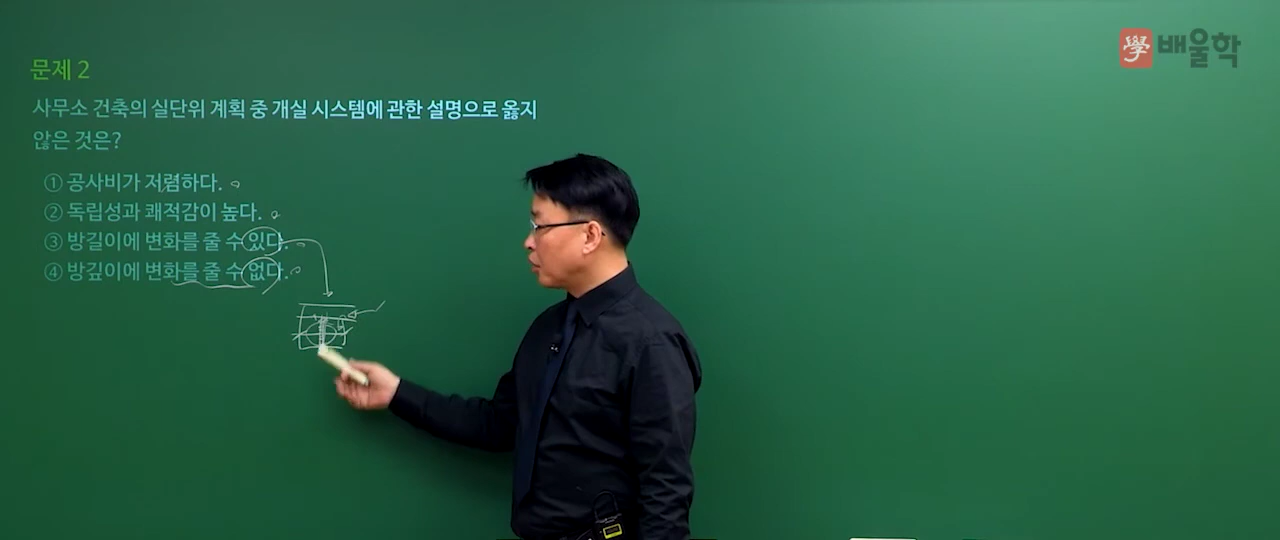 學 배울학
문제 2
사무소 건축의 실단위 계획 중 개실 시스템에 관한 설명으로 옳지
않은 것은?
① 공사비가 저렴하다.
② 독립성과 쾌적감이 높다.
③ 방길이에 변화를 줄 수 있다.
④ 방깊이에 변화를 줄 수 없다.